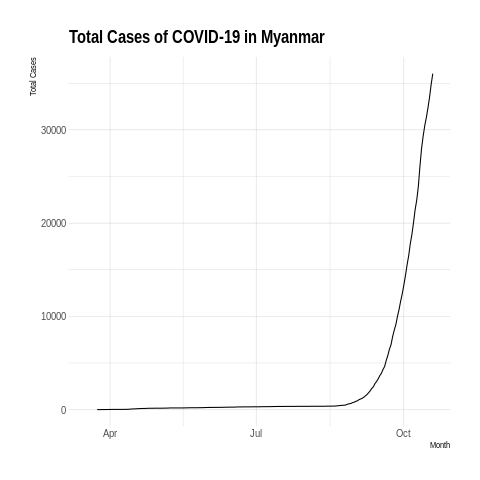 Total Cases of COVID-19 in Myanmar
Total Cases
30000
20000
10000
0
Apr Jul Oct
Month